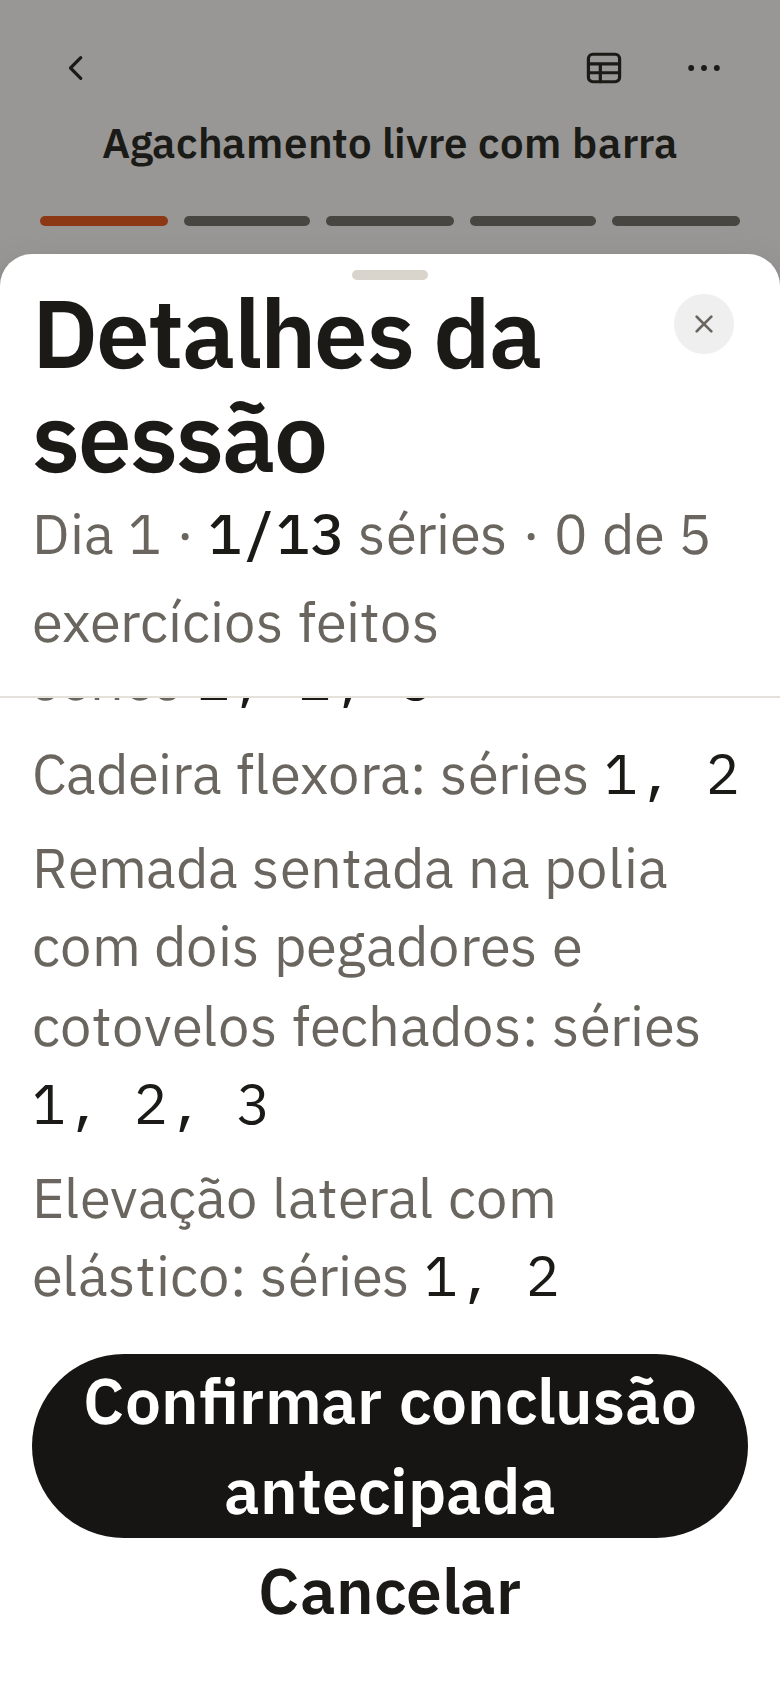 Agachamento livre com barra
Detalhes da
sessão
Dia 1 · 1/13 séries · 0 de 5
exercícios feitos
Cadeira flexora: séries 1, 2
Remada sentada na polia
com dois pegadores e
cotovelos fechados: séries
1, 2, 3
Elevação lateral com
elástico: séries 1, 2
Confirmar conclusão
antecipada
Cancelar